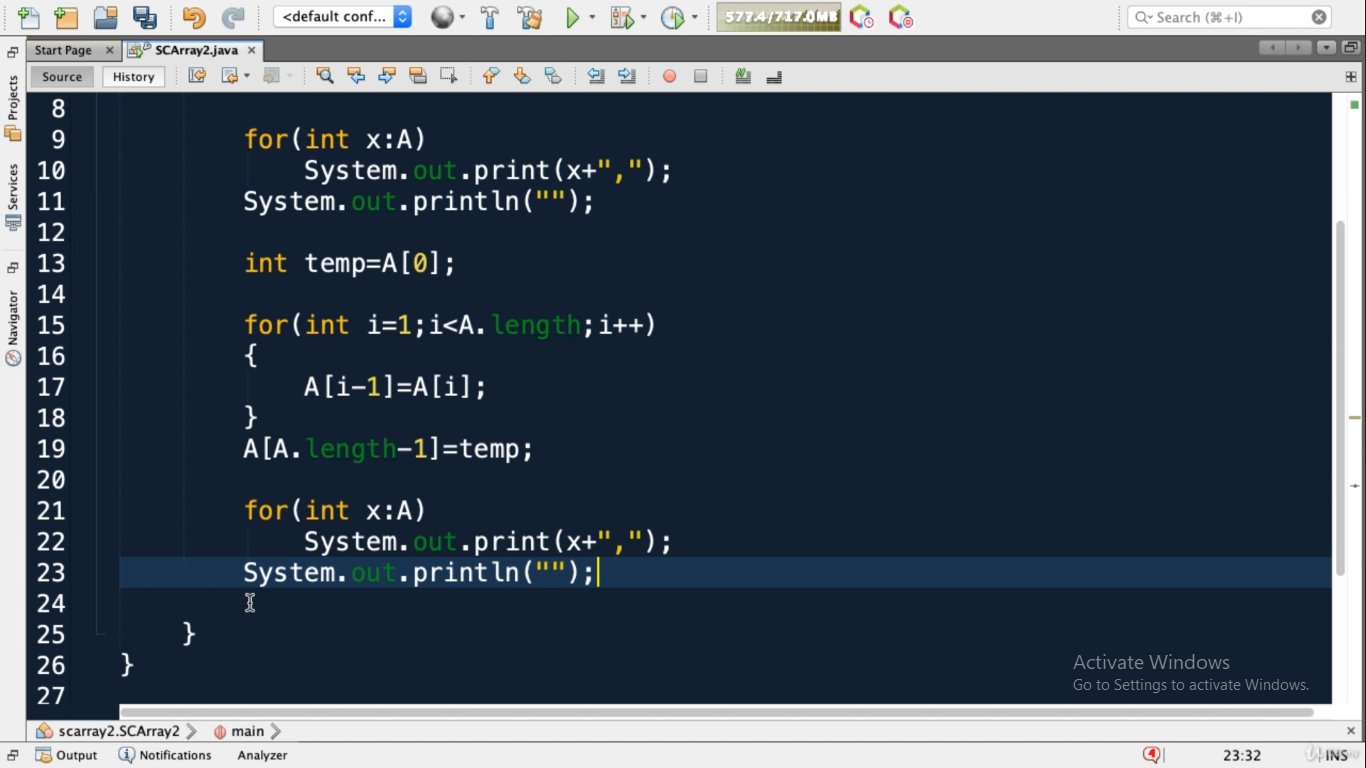 <default conf...
577.4/717.0MB
Search (⌘+I)
Start Page
SCArray2.java
Source
History
Projects
Services
Navigator
8
9 for(int x:A)
10 System.out.print(x+",");
11 System.out.println("");
12
13 int temp=A[0];
14
15 for(int i=1;i<A.length;i++)
16 {
17 A[i-1]=A[i];
18 }
19 A[A.length-1]=temp;
20
21 for(int x:A)
22 System.out.print(x+",");
23 System.out.println("");
24
25 }
26 }
27
Activate Windows
Go to Settings to activate Windows.
scarray2.SCArray2
main
Output
Notifications
Analyzer
23:32
INS